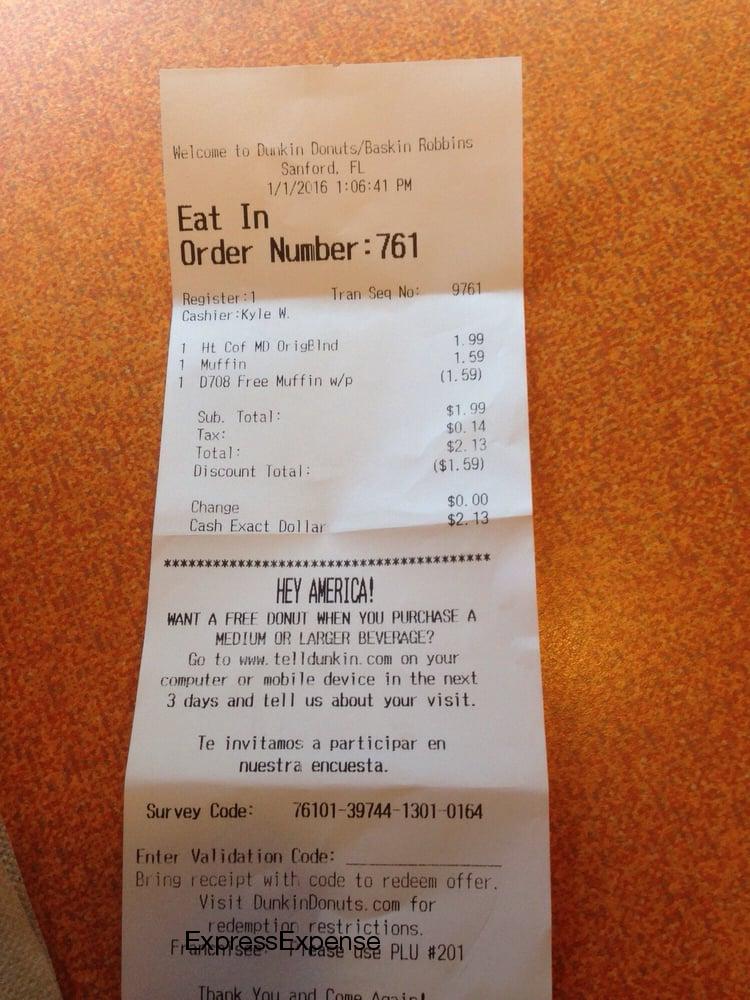 Welcome to Dunkin Donuts/Baskin Robbins
Sanford, FL
1/1/2016 1:06:41 PM
Eat In
Order Number:761
Register:1 Tran Seq No: 9761
Cashier:Kyle W.
1 Ht Cof MD OrigBlnd 1.99
1 Muffin 1.59
1 D708 Free Muffin w/p (1.59)
Sub. Total: $1.99
Tax: $0.14
Total: $2.13
Discount Total: ($1.59)
Change $0.00
Cash Exact Dollar $2.13
****************************************
HEY AMERICA!
WANT A FREE DONUT WHEN YOU PURCHASE A
MEDIUM OR LARGER BEVERAGE?
Go to www.telldunkin.com on your
computer or mobile device in the next
3 days and tell us about your visit.
Te invitamos a participar en
nuestra encuesta.
Survey Code: 76101-39744-1301-0164
Enter Validation Code: ______________
Bring receipt with code to redeem offer.
Visit DunkinDonuts.com for
redemption restrictions.
ExpressExpense
Franchisee: Please use PLU #201
Thank You and Come Again!